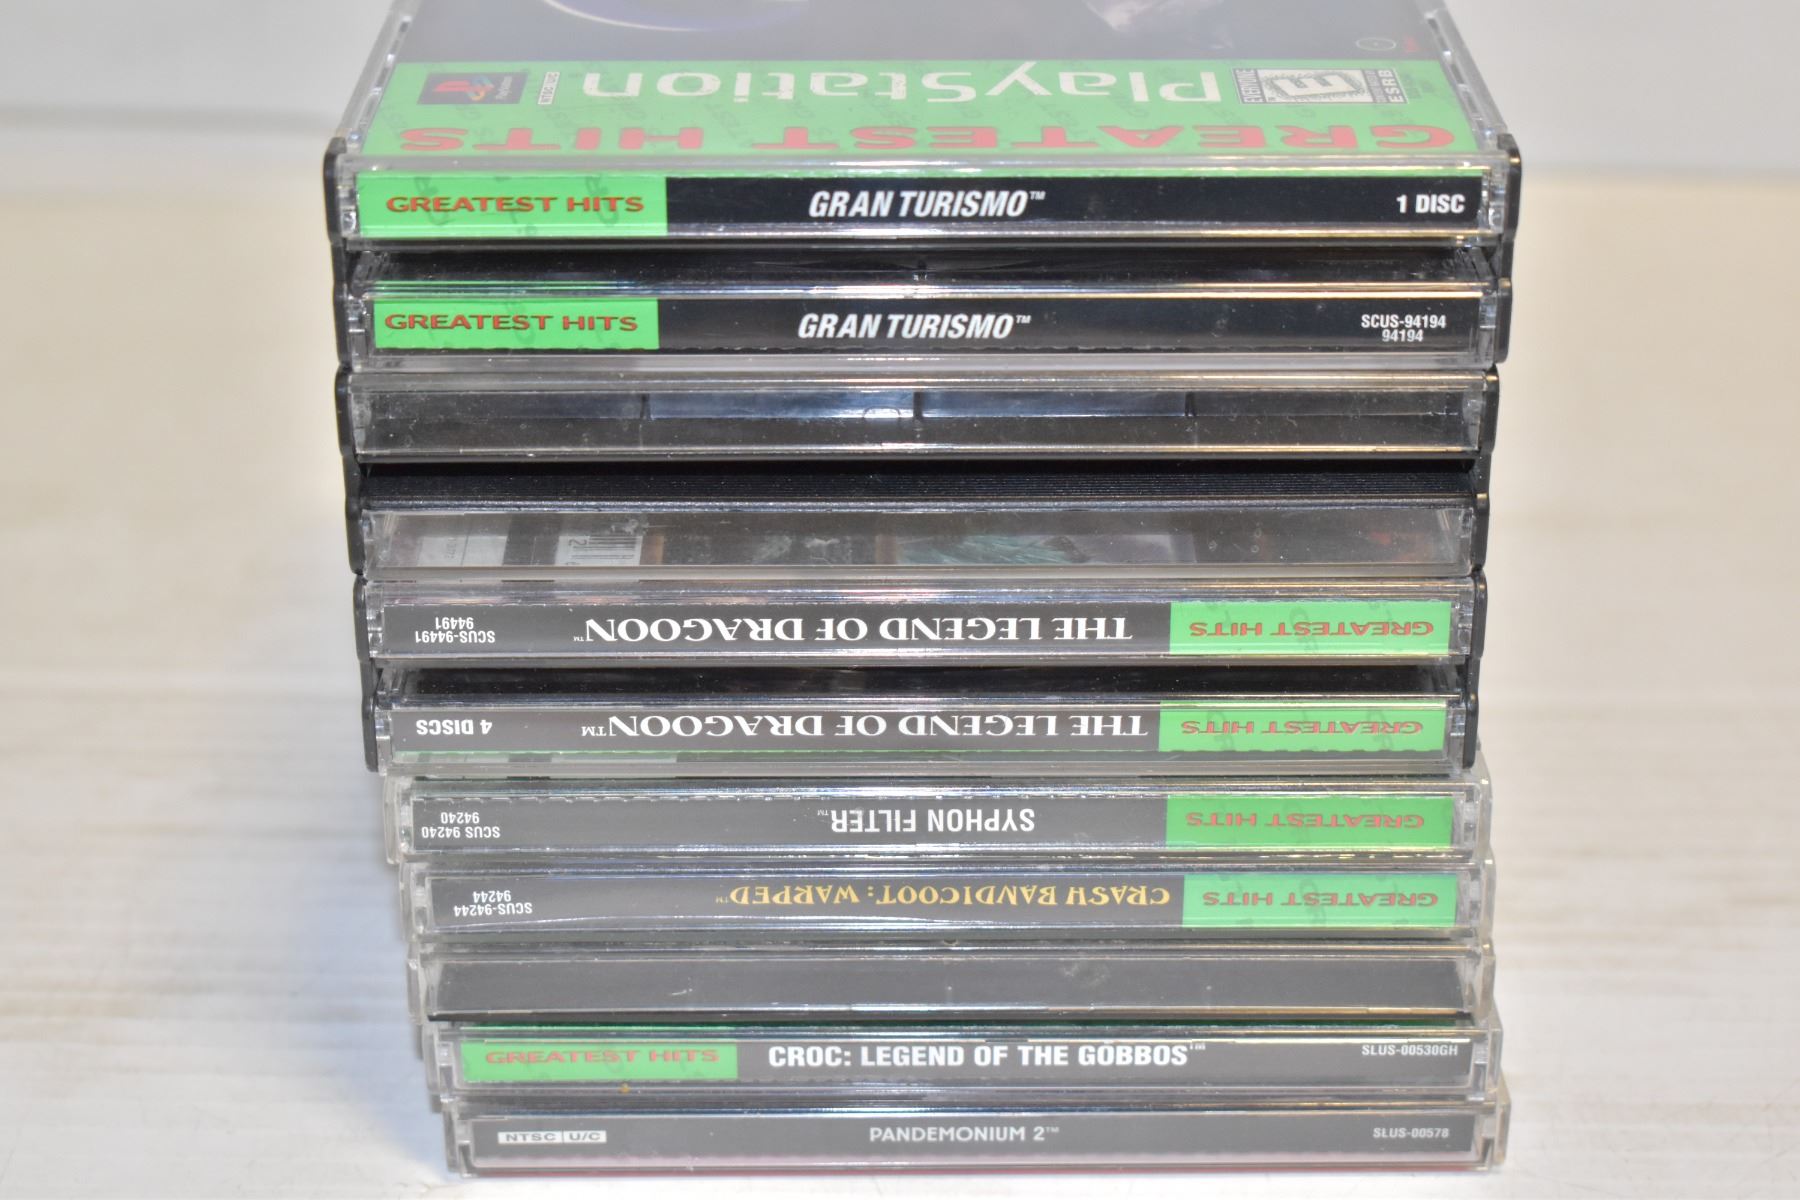 PlayStation
NTSC U/C
EVERYONE
E
ESRB
GREATEST HITS
GREATEST HITS GRAN TURISMO™ 1 DISC
GREATEST HITS GRAN TURISMO™ SCUS-94194
94194
GREATEST HITS THE LEGEND OF DRAGOON™ SCUS-94491
94491
GREATEST HITS THE LEGEND OF DRAGOON™ 4 DISCS
GREATEST HITS SYPHON FILTER™ SCUS 94240
94240
GREATEST HITS CRASH BANDICOOT: WARPED™ SCUS-94244
94244
GREATEST HITS CROC: LEGEND OF THE GOBBOS™ SLUS-00530GH
NTSC U/C PANDEMONIUM 2™ SLUS-00578